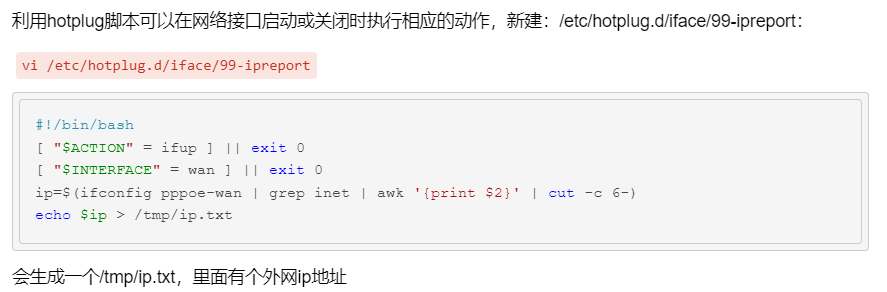 利用hotplug脚本可以在网络接口启动或关闭时执行相应的动作，新建：/etc/hotplug.d/iface/99-ipreport：
vi /etc/hotplug.d/iface/99-ipreport
#!/bin/bash
[ "$ACTION" = ifup ] || exit 0
[ "$INTERFACE" = wan ] || exit 0
ip=$(ifconfig pppoe-wan | grep inet | awk '{print $2}' | cut -c 6-)
echo $ip > /tmp/ip.txt
会生成一个/tmp/ip.txt，里面有个外网ip地址